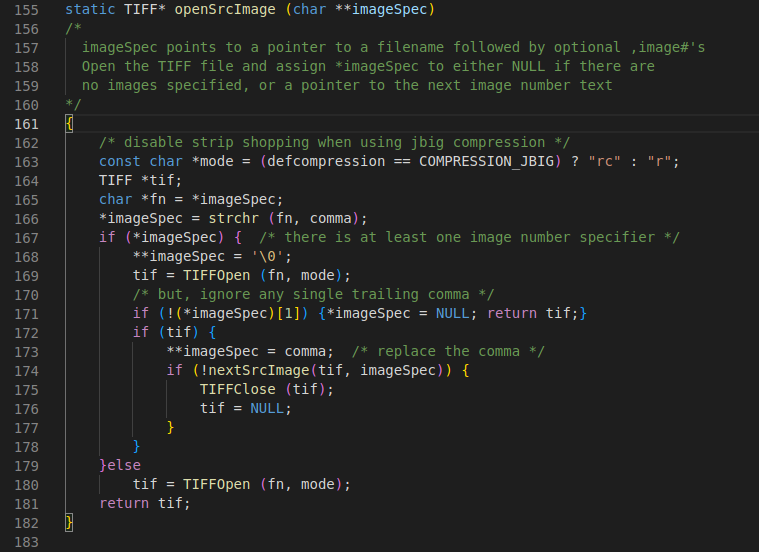 155 static TIFF* openSrcImage (char **imageSpec)
156 /*
157   imageSpec points to a pointer to a filename followed by optional ,image#'s
158   Open the TIFF file and assign *imageSpec to either NULL if there are
159   no images specified, or a pointer to the next image number text
160 */
161 {
162     /* disable strip shopping when using jbig compression */
163     const char *mode = (defcompression == COMPRESSION_JBIG) ? "rc" : "r";
164     TIFF *tif;
165     char *fn = *imageSpec;
166     *imageSpec = strchr (fn, comma);
167     if (*imageSpec) {  /* there is at least one image number specifier */
168         **imageSpec = '\0';
169         tif = TIFFOpen (fn, mode);
170         /* but, ignore any single trailing comma */
171         if (!(*imageSpec)[1]) {*imageSpec = NULL; return tif;}
172         if (tif) {
173             **imageSpec = comma;  /* replace the comma */
174             if (!nextSrcImage(tif, imageSpec)) {
175                 TIFFClose (tif);
176                 tif = NULL;
177             }
178         }
179     }else
180         tif = TIFFOpen (fn, mode);
181     return tif;
182 }
183